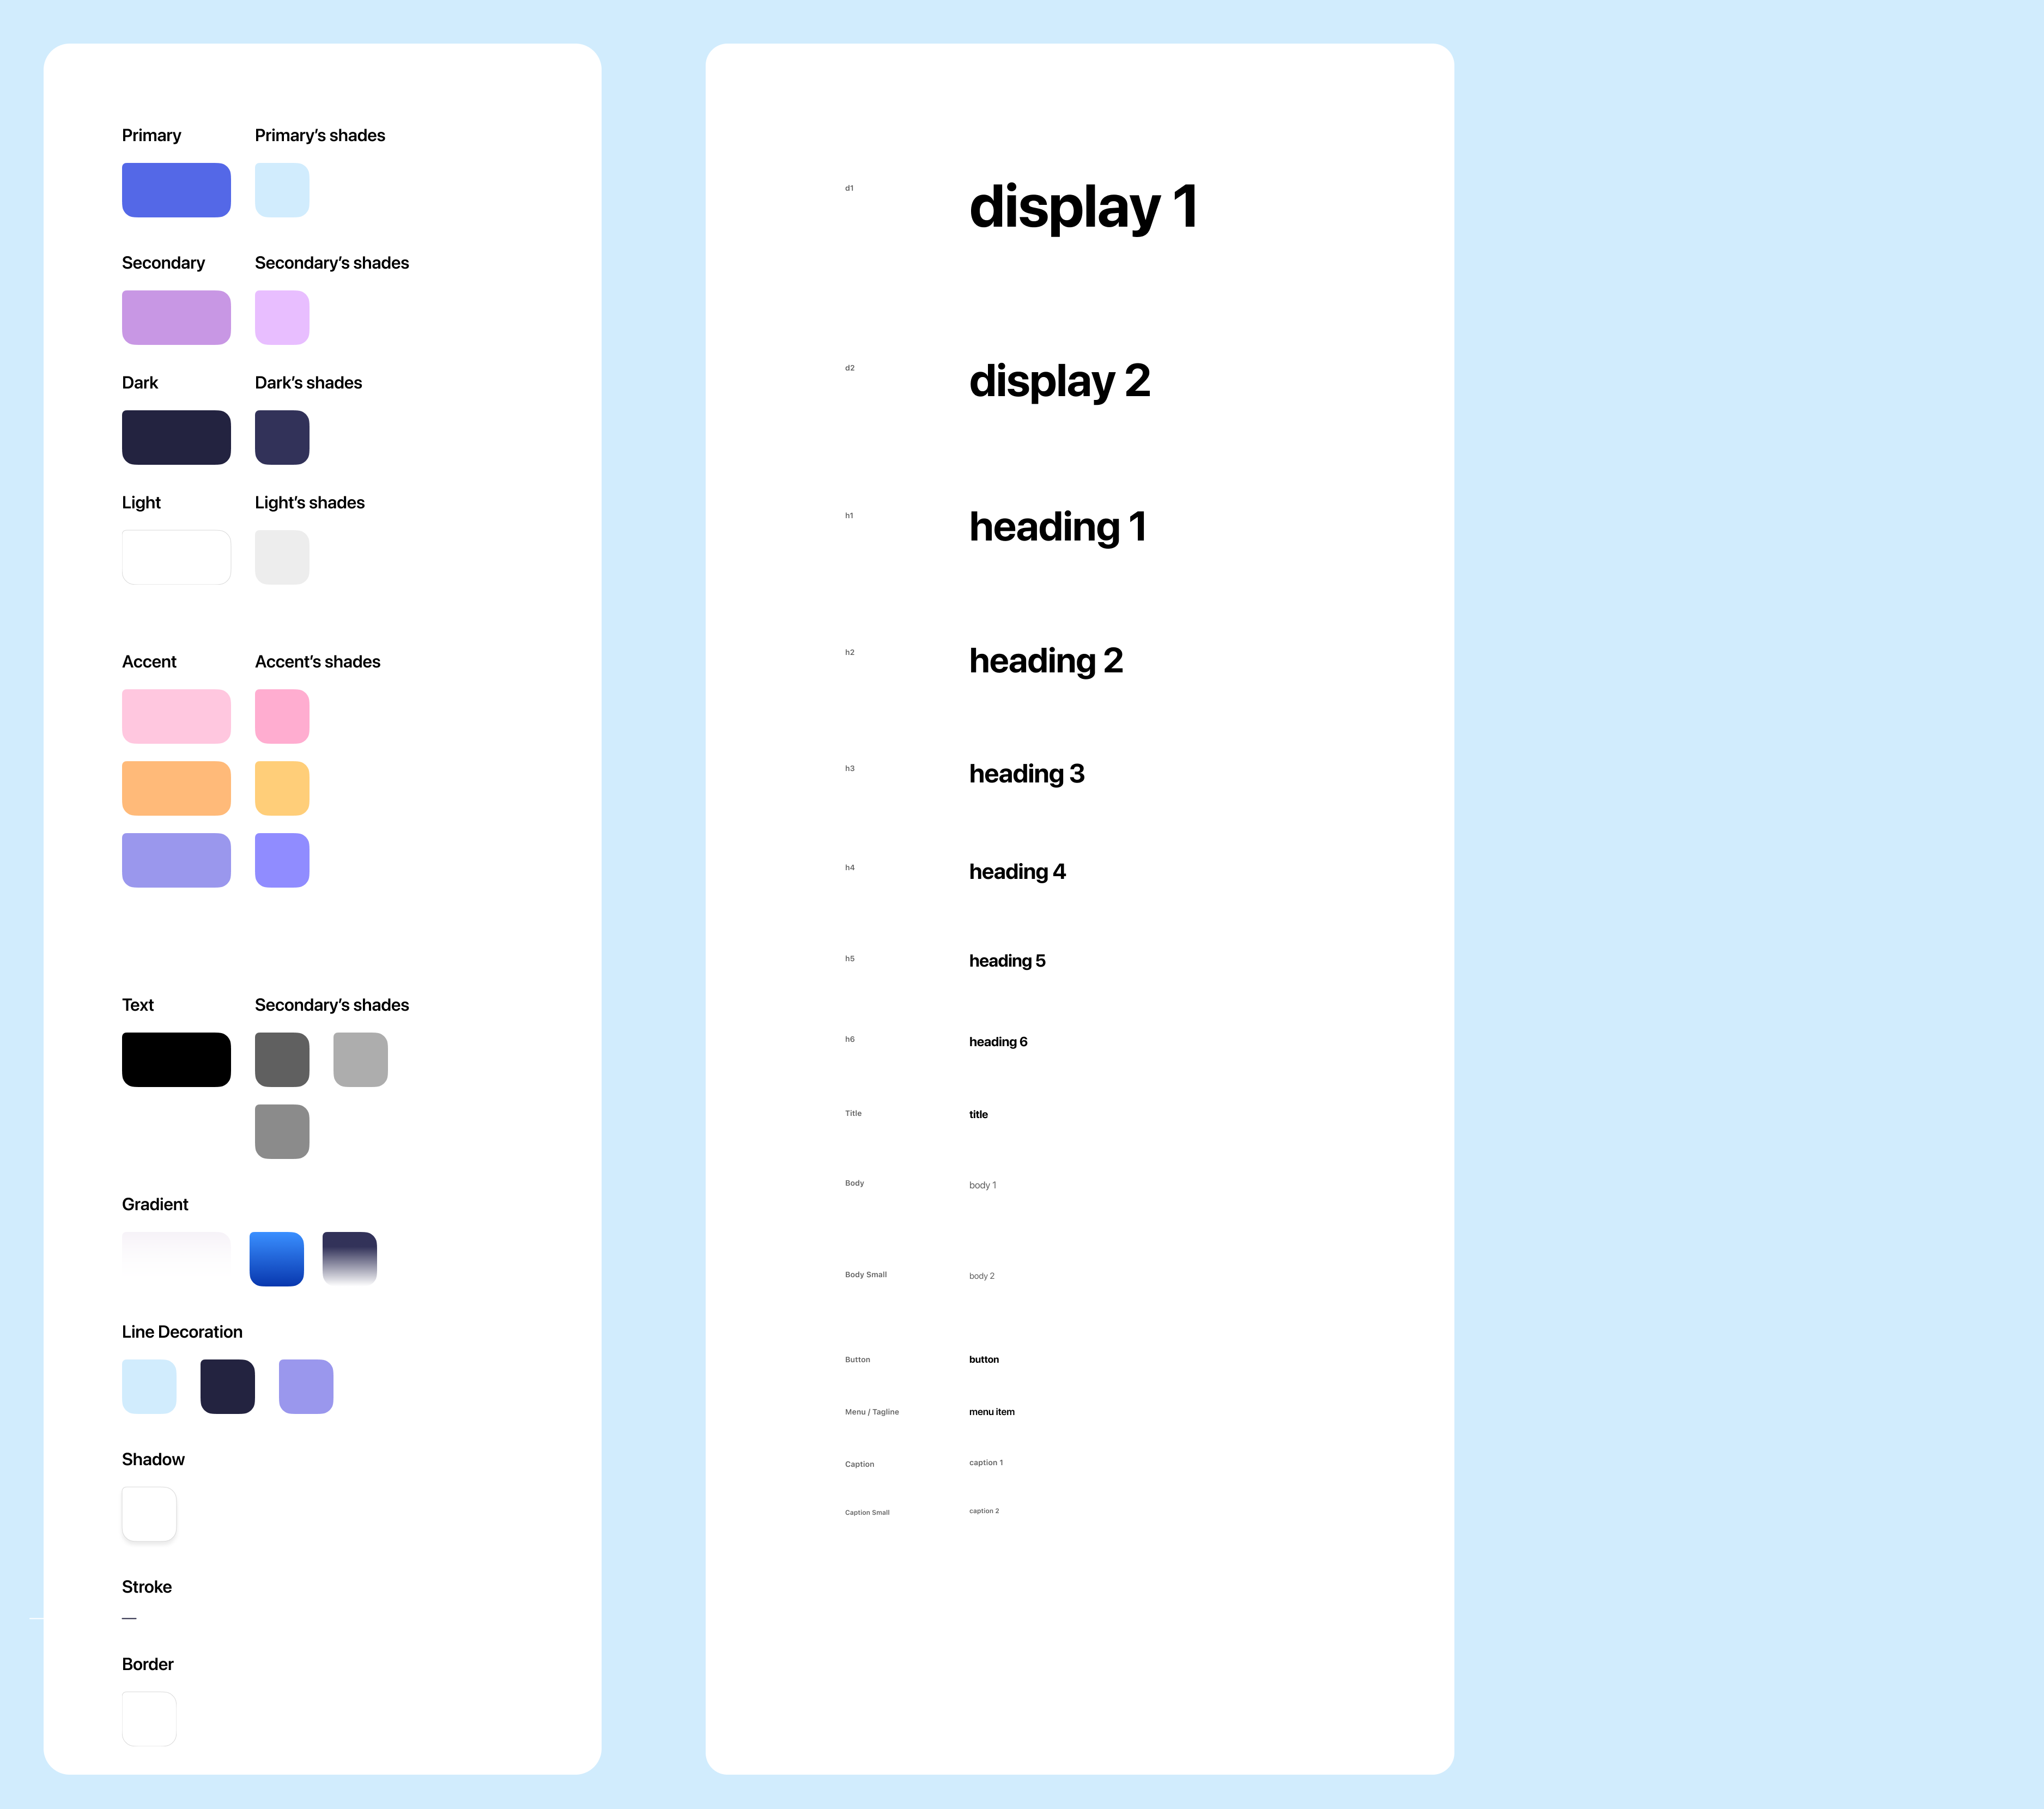 Primary
Primary’s shades
Secondary
Secondary’s shades
Dark
Dark’s shades
Light
Light’s shades
Accent
Accent’s shades
Text
Secondary’s shades
Gradient
Line Decoration
Shadow
Stroke
Border
d1
display 1
d2
display 2
h1
heading 1
h2
heading 2
h3
heading 3
h4
heading 4
h5
heading 5
h6
heading 6
Title
title
Body
body 1
Body Small
body 2
Button
button
Menu / Tagline
menu item
Caption
caption 1
Caption Small
caption 2